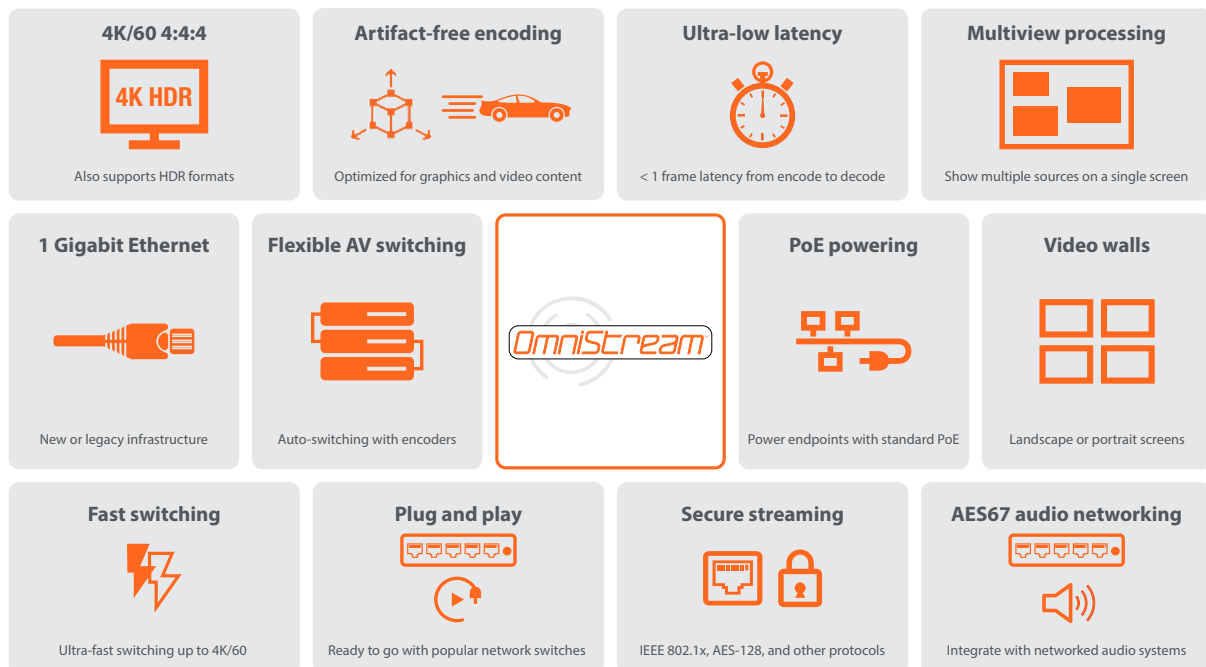 4K/60 4:4:4
4K HDR
Also supports HDR formats
Artifact-free encoding
Optimized for graphics and video content
Ultra-low latency
< 1 frame latency from encode to decode
Multiview processing
Show multiple sources on a single screen
1 Gigabit Ethernet
New or legacy infrastructure
Flexible AV switching
Auto-switching with encoders
OmniStream
PoE powering
Power endpoints with standard PoE
Video walls
Landscape or portrait screens
Fast switching
Ultra-fast switching up to 4K/60
Plug and play
Ready to go with popular network switches
Secure streaming
IEEE 802.1x, AES-128, and other protocols
AES67 audio networking
Integrate with networked audio systems